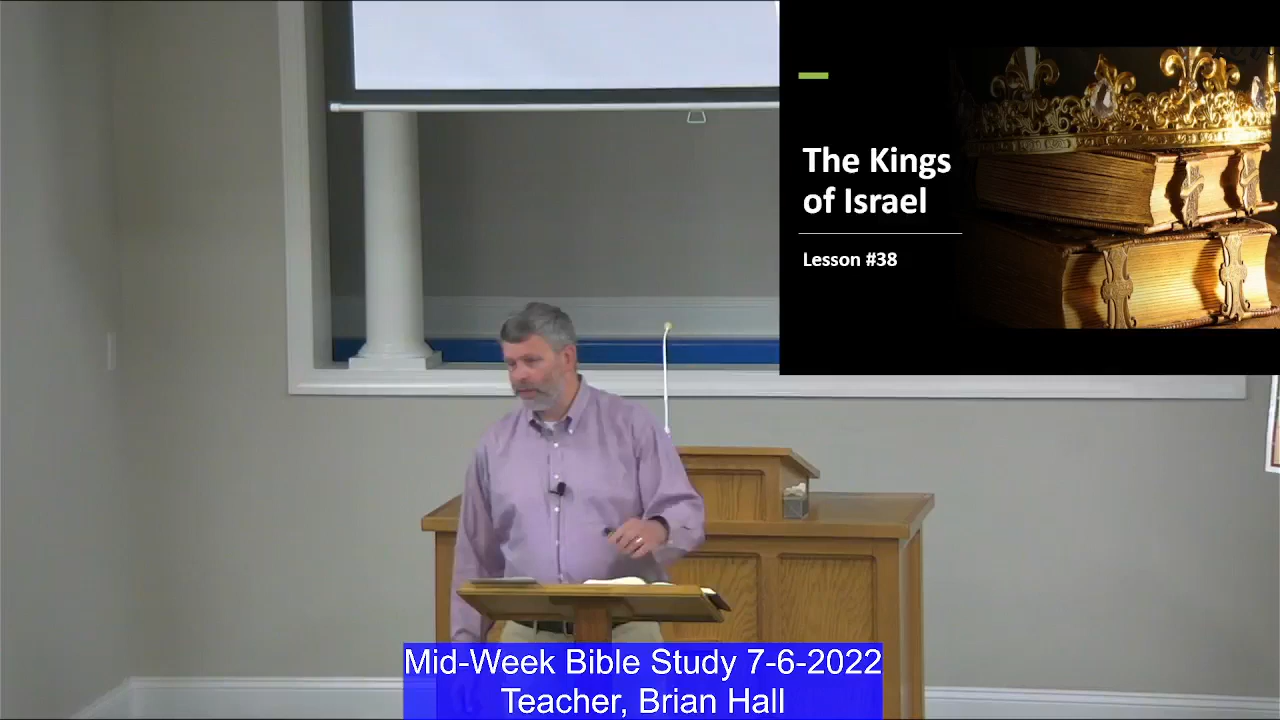 The Kings
of Israel
Lesson #38
Mid-Week Bible Study 7-6-2022
Teacher, Brian Hall